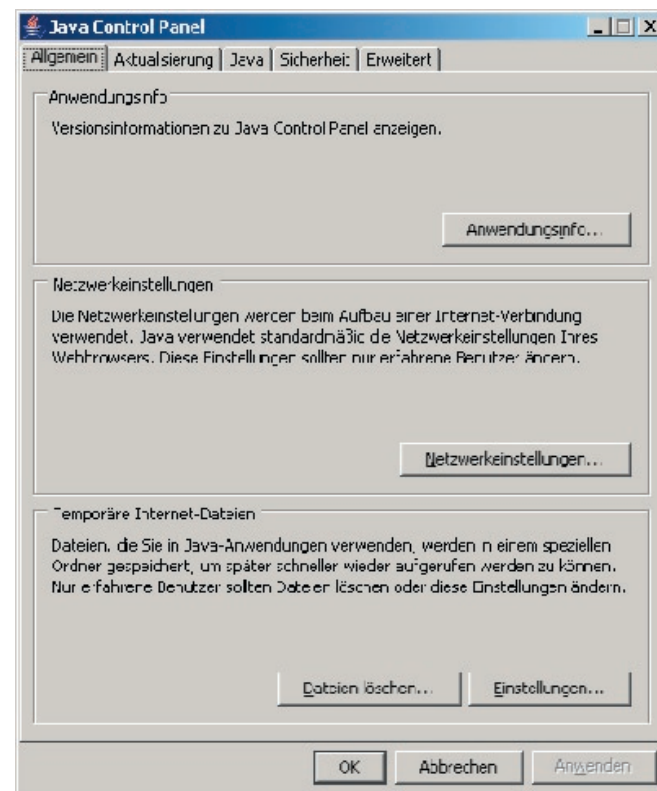 Java Control Panel
Allgemein Aktualisierung Java Sicherheit Erweitert
Anwendungsinfo
Versionsinformationen zu Java Control Panel anzeigen.
Anwendungsinfo...
Netzwerkeinstellungen
Die Netzwerkeinstellungen werden beim Aufbau einer Internet-Verbindung
verwendet. Java verwendet standardmäßig die Netzwerkeinstellungen Ihres
Webbrowsers. Diese Einstellungen sollten nur erfahrene Benutzer ändern.
Netzwerkeinstellungen...
Temporäre Internet-Dateien
Dateien, die Sie in Java-Anwendungen verwenden, werden in einem speziellen
Ordner gespeichert, um später schneller wieder aufgerufen werden zu können.
Nur erfahrene Benutzer sollten Dateien löschen oder diese Einstellungen ändern.
Dateien löschen... Einstellungen...
OK Abbrechen Anwenden